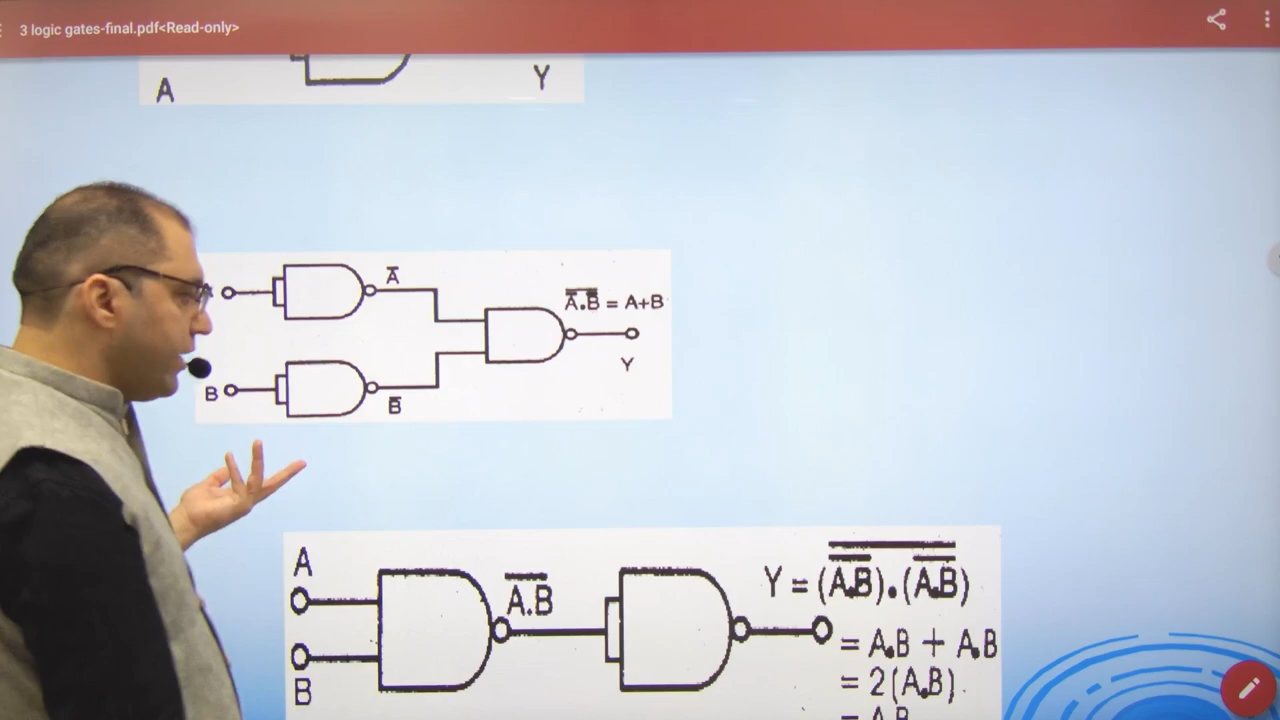 3 logic gates-final.pdf<Read-only>
A
Y
A̅
A̅.B̅ = A+B
Y
B
B̅
A
A.B
B
Y = (A.B).(A.B)
= A.B + A.B
= 2(A.B).
= A.B